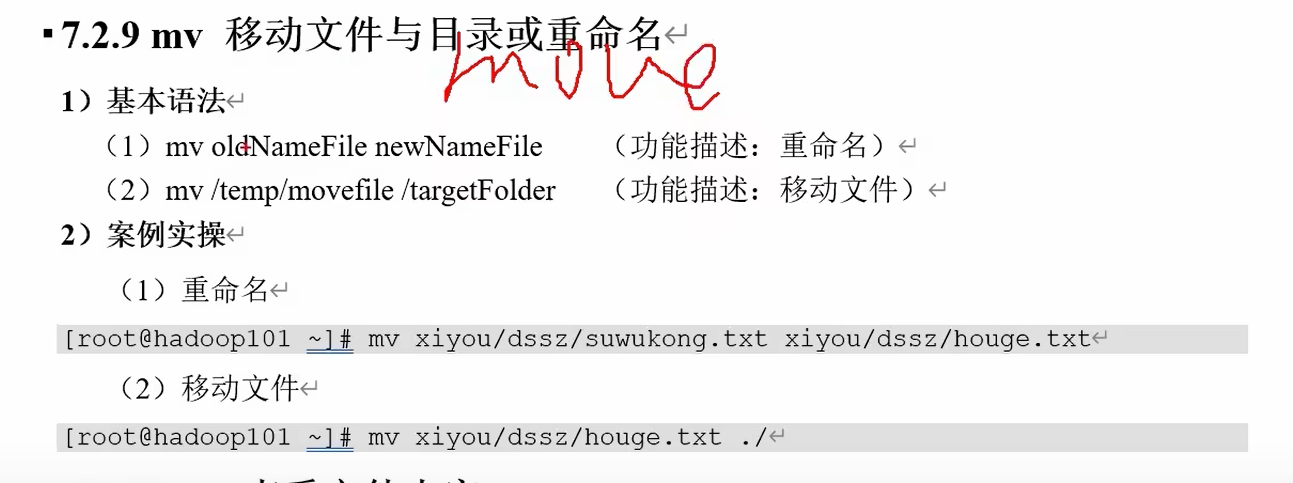 7.2.9 mv 移动文件与目录或重命名
move
1）基本语法
（1）mv oldNameFile newNameFile （功能描述：重命名）
（2）mv /temp/movefile /targetFolder （功能描述：移动文件）
2）案例实操
（1）重命名
[root@hadoop101 ~]# mv xiyou/dssz/suwukong.txt xiyou/dssz/houge.txt
（2）移动文件
[root@hadoop101 ~]# mv xiyou/dssz/houge.txt ./